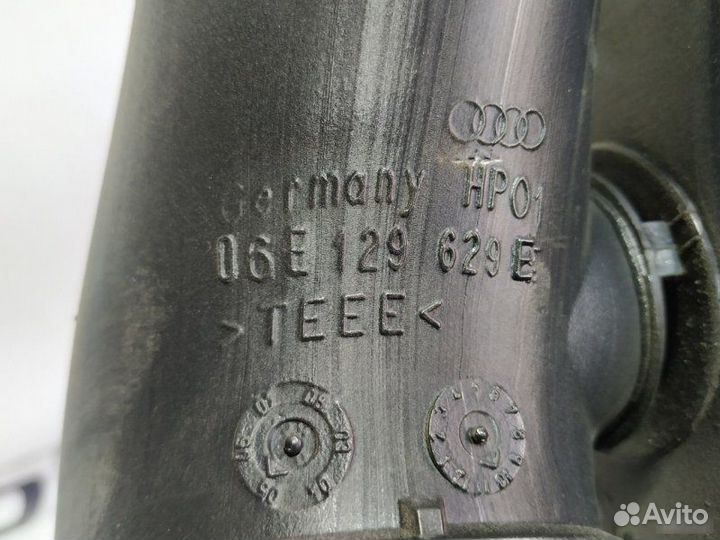 Germany HP01
06E 129 629 E
>TEEE<
Avito